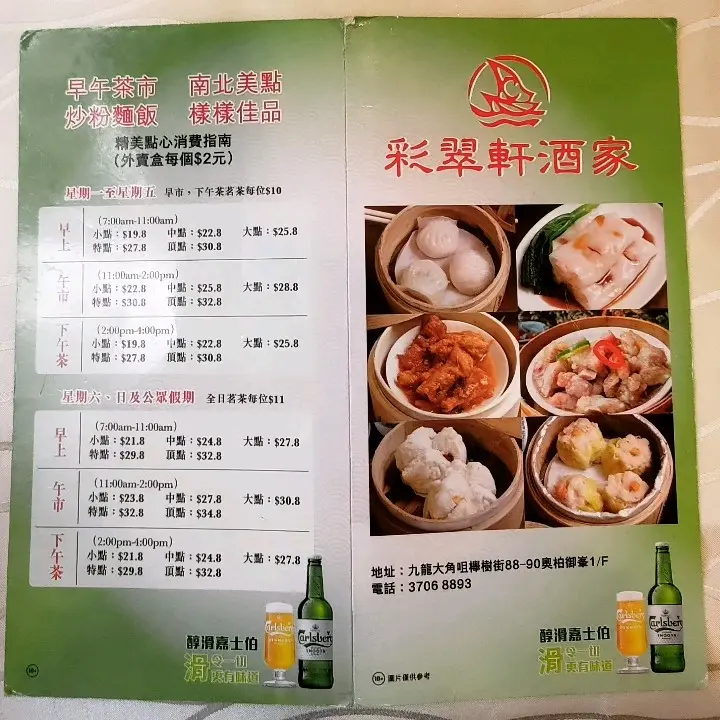 早午茶市 南北美點
炒粉麵飯 樣樣佳品
精美點心消費指南
(外賣盒每個$2元)
星期一至星期五 早市,下午茶茗茶每位$10
早上
(7:00am-11:00am)
小點:$19.8 中點:$22.8 大點:$25.8
特點:$27.8 頂點:$30.8
午市
(11:00am-2:00pm)
小點:$22.8 中點:$25.8 大點:$28.8
特點:$30.8 頂點:$32.8
下午茶
(2:00pm-4:00pm)
小點:$19.8 中點:$22.8 大點:$25.8
特點:$27.8 頂點:$30.8
星期六、日及公眾假期 全日茗茶每位$11
早上
(7:00am-11:00am)
小點:$21.8 中點:$24.8 大點:$27.8
特點:$29.8 頂點:$32.8
午市
(11:00am-2:00pm)
小點:$23.8 中點:$27.8 大點:$30.8
特點:$32.8 頂點:$34.8
下午茶
(2:00pm-4:00pm)
小點:$21.8 中點:$24.8 大點:$27.8
特點:$29.8 頂點:$32.8
醇滑嘉士伯
滑 更有味道
Carlsberg
Carlsberg
18+
彩翠軒酒家
地址:九龍大角咀櫸樹街88-90奧柏御峯1/F
電話:3706 8893
醇滑嘉士伯
滑 更有味道
Carlsberg
Carlsberg
18+ 圖片僅供參考